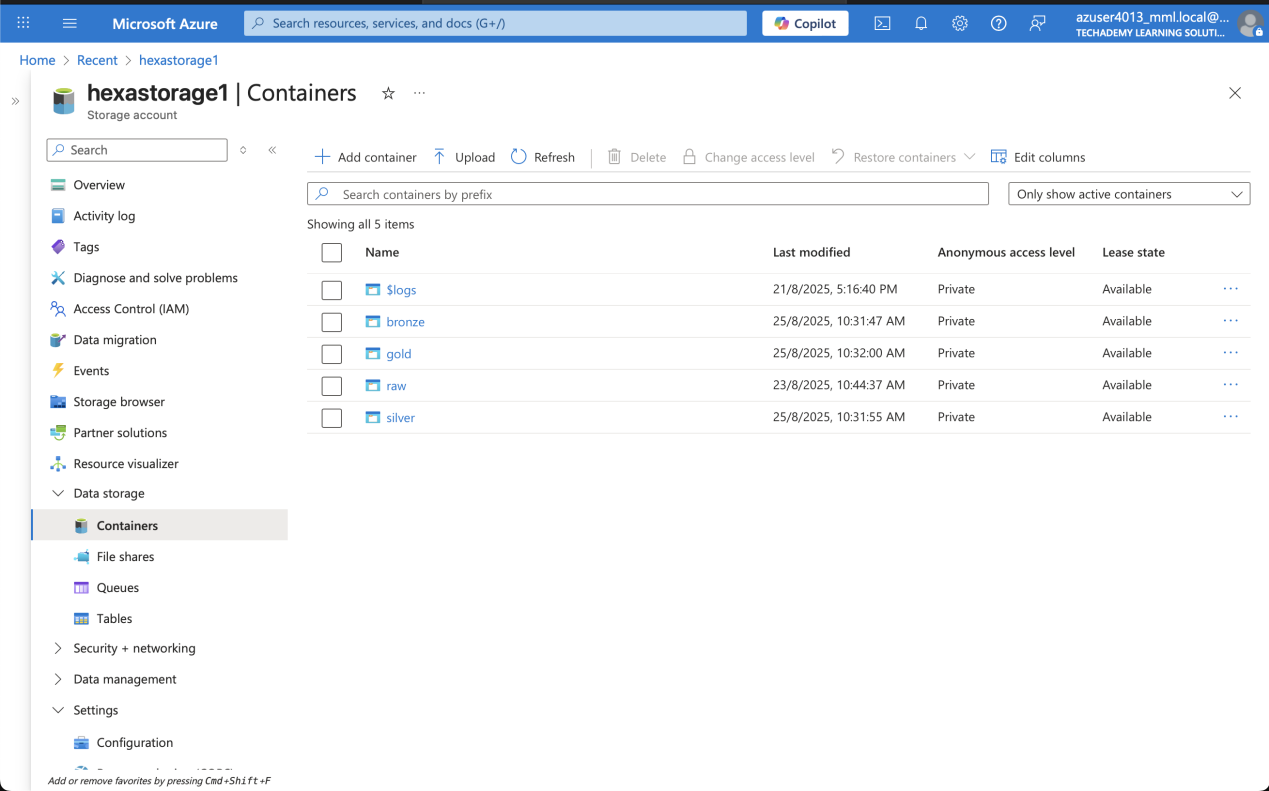 Microsoft Azure
Search resources, services, and docs (G+/)
Copilot
azuser4013_mml.local@...
TECHADEMY LEARNING SOLUTI...
Home > Recent > hexastorage1
hexastorage1 | Containers
Storage account
Search
Overview
Activity log
Tags
Diagnose and solve problems
Access Control (IAM)
Data migration
Events
Storage browser
Partner solutions
Resource visualizer
Data storage
Containers
File shares
Queues
Tables
Security + networking
Data management
Settings
Configuration
Add or remove favorites by pressing Cmd+Shift+F
Add container Upload Refresh Delete Change access level Restore containers Edit columns
Search containers by prefix
Only show active containers
Showing all 5 items
Name Last modified Anonymous access level Lease state
$logs 21/8/2025, 5:16:40 PM Private Available
bronze 25/8/2025, 10:31:47 AM Private Available
gold 25/8/2025, 10:32:00 AM Private Available
raw 23/8/2025, 10:44:37 AM Private Available
silver 25/8/2025, 10:31:55 AM Private Available